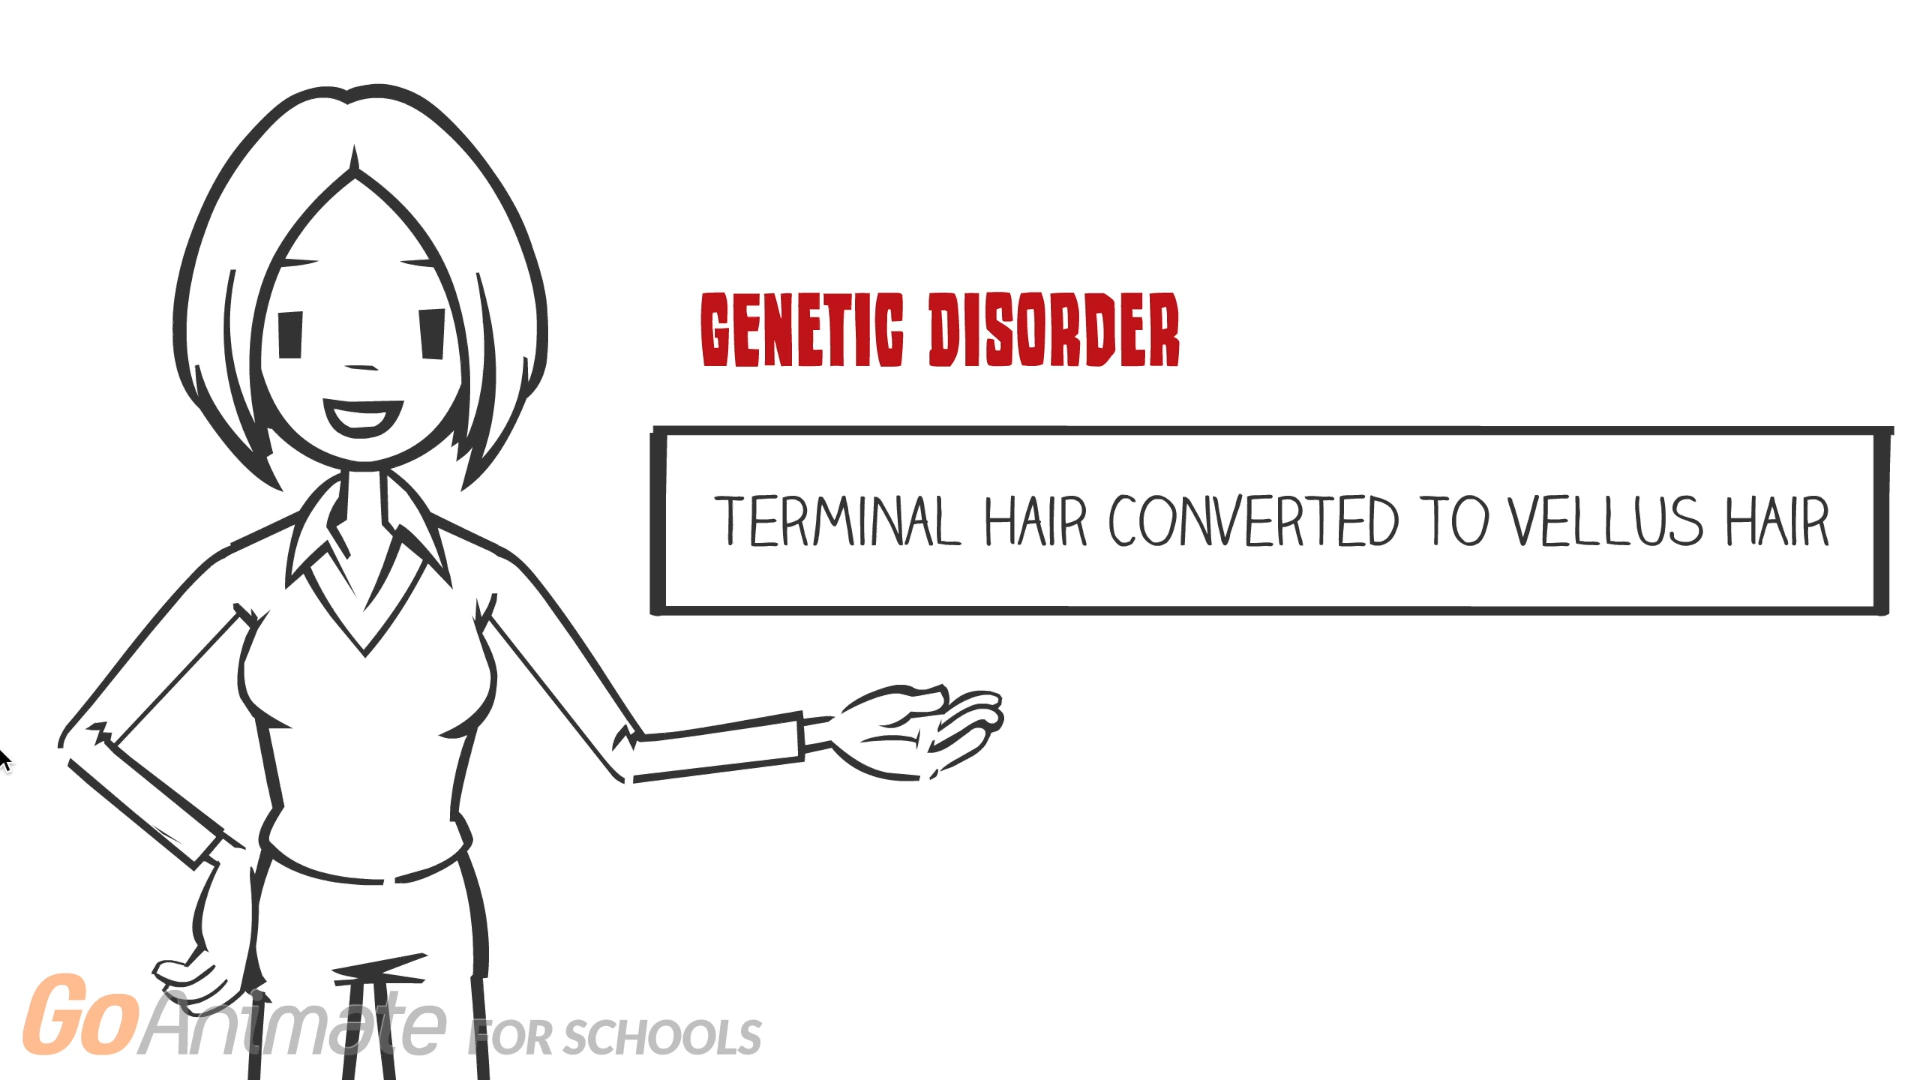 GENETIC DISORDER
TERMINAL HAIR CONVERTED TO VELLUS HAIR
GoAnimate FOR SCHOOLS